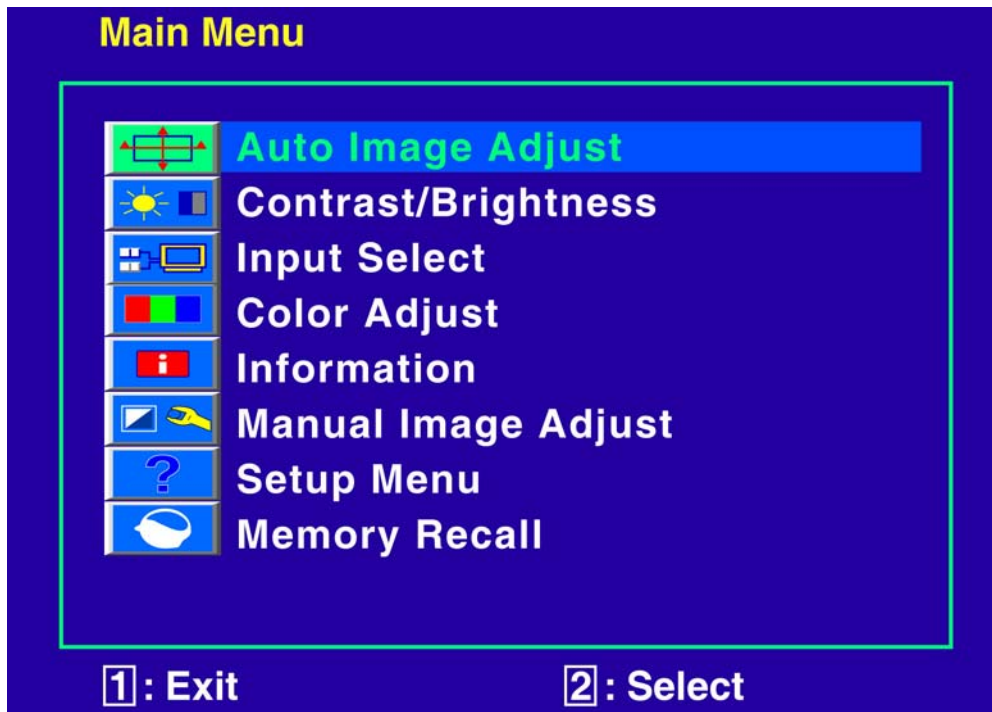 Main Menu
Auto Image Adjust
Contrast/Brightness
Input Select
Color Adjust
i Information
Manual Image Adjust
? Setup Menu
Memory Recall
1: Exit 2: Select